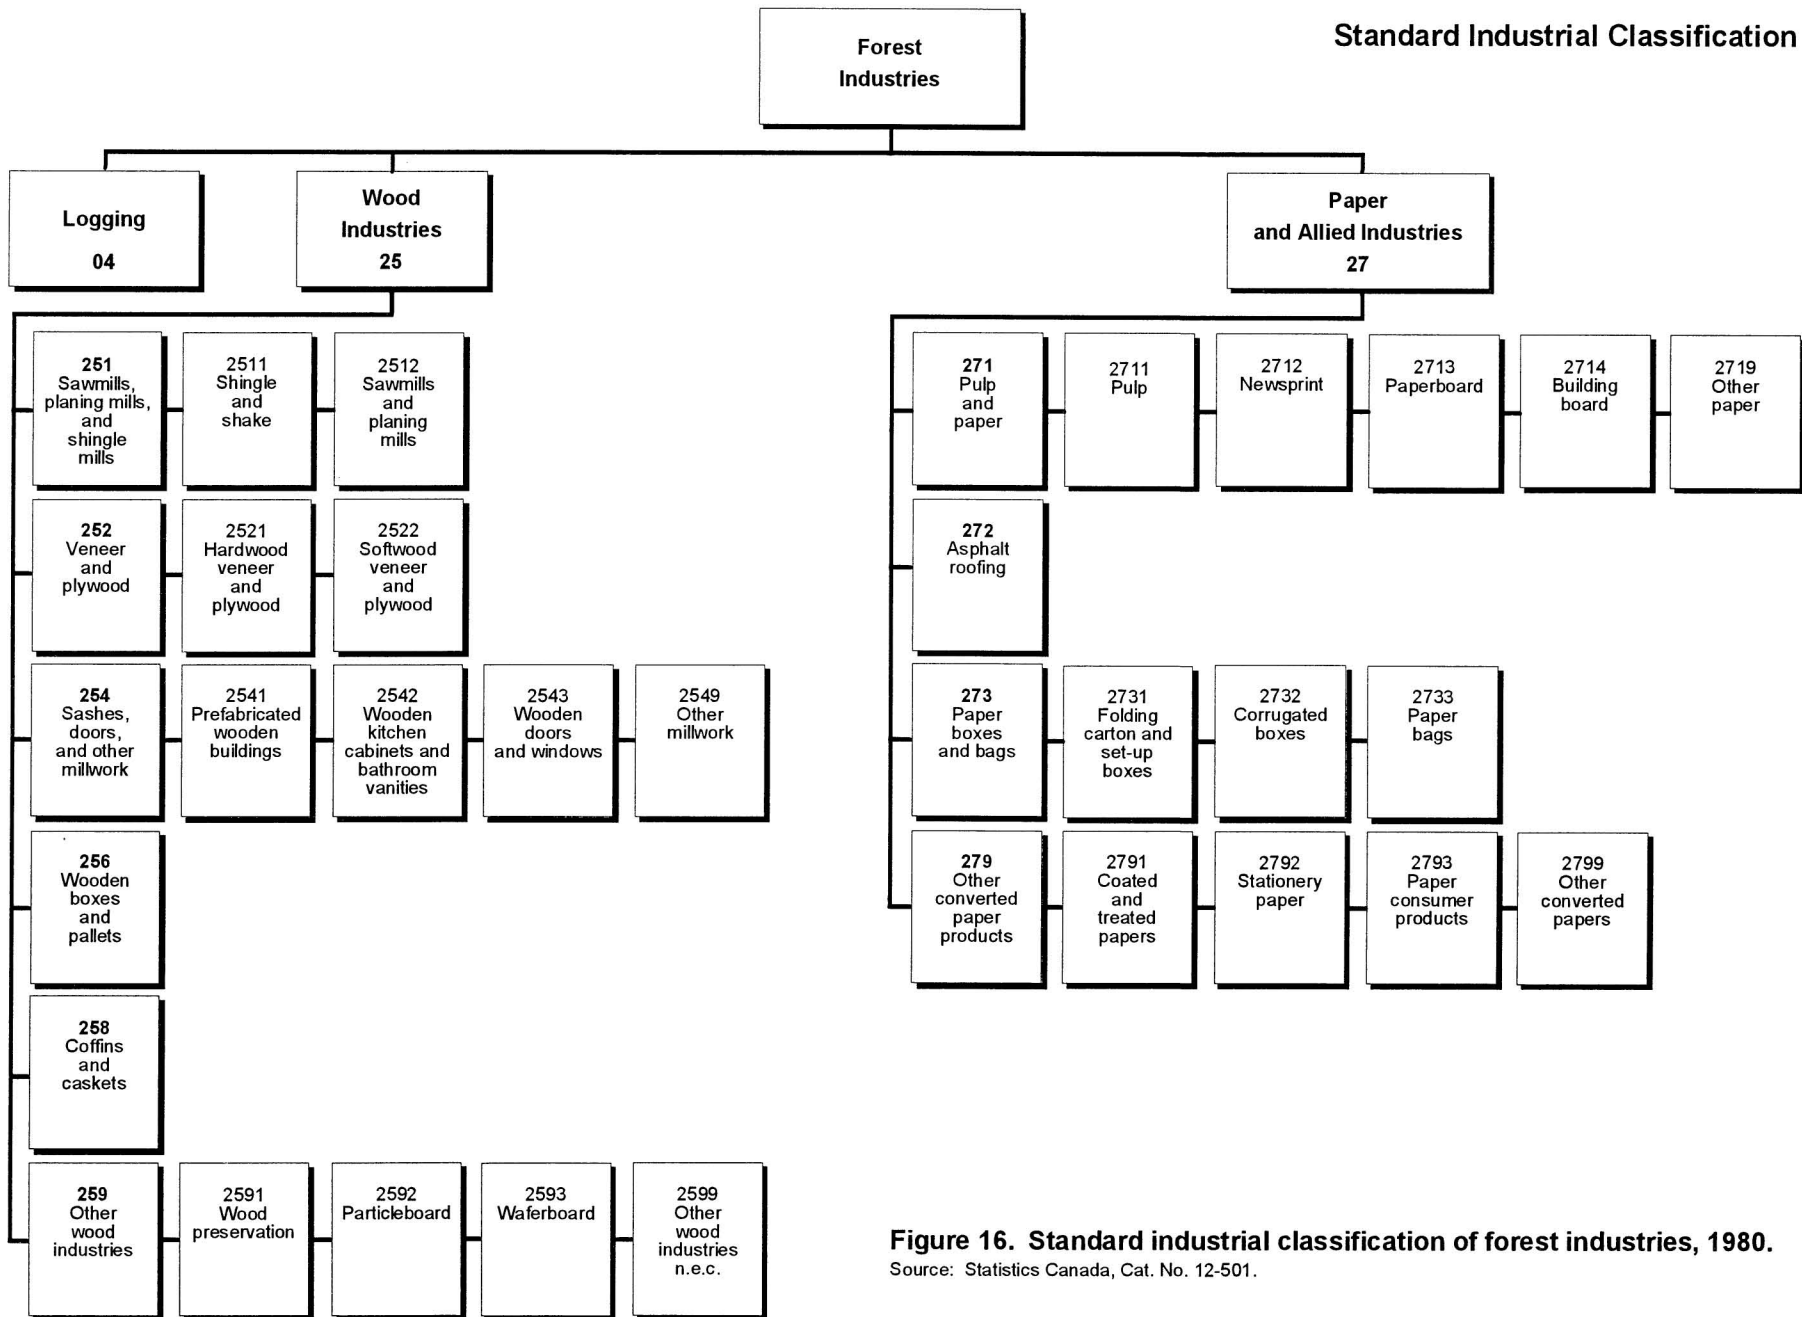 Standard Industrial Classification
Forest
Industries
Logging
04
Wood
Industries
25
Paper
and Allied Industries
27
251
Sawmills,
planing mills,
and
shingle
mills
2511
Shingle
and
shake
2512
Sawmills
and
planing
mills
252
Veneer
and
plywood
2521
Hardwood
veneer
and
plywood
2522
Softwood
veneer
and
plywood
254
Sashes,
doors,
and other
millwork
2541
Prefabricated
wooden
buildings
2542
Wooden
kitchen
cabinets and
bathroom
vanities
2543
Wooden
doors
and windows
2549
Other
millwork
256
Wooden
boxes
and
pallets
258
Coffins
and
caskets
259
Other
wood
industries
2591
Wood
preservation
2592
Particleboard
2593
Waferboard
2599
Other
wood
industries
n.e.c.
271
Pulp
and
paper
2711
Pulp
2712
Newsprint
2713
Paperboard
2714
Building
board
2719
Other
paper
272
Asphalt
roofing
273
Paper
boxes
and bags
2731
Folding
carton and
set-up
boxes
2732
Corrugated
boxes
2733
Paper
bags
279
Other
converted
paper
products
2791
Coated
and
treated
papers
2792
Stationery
paper
2793
Paper
consumer
products
2799
Other
converted
papers
Figure 16. Standard industrial classification of forest industries, 1980.
Source: Statistics Canada, Cat. No. 12-501.